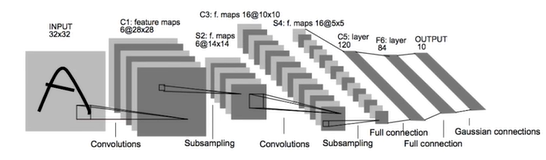 INPUT
32x32
C1: feature maps
6@28x28
S2: f. maps
6@14x14
C3: f. maps 16@10x10
S4: f. maps 16@5x5
C5: layer
120
F6: layer
84
OUTPUT
10
Convolutions
Subsampling
Convolutions
Subsampling
Full connection
Full connection
Gaussian connections
A